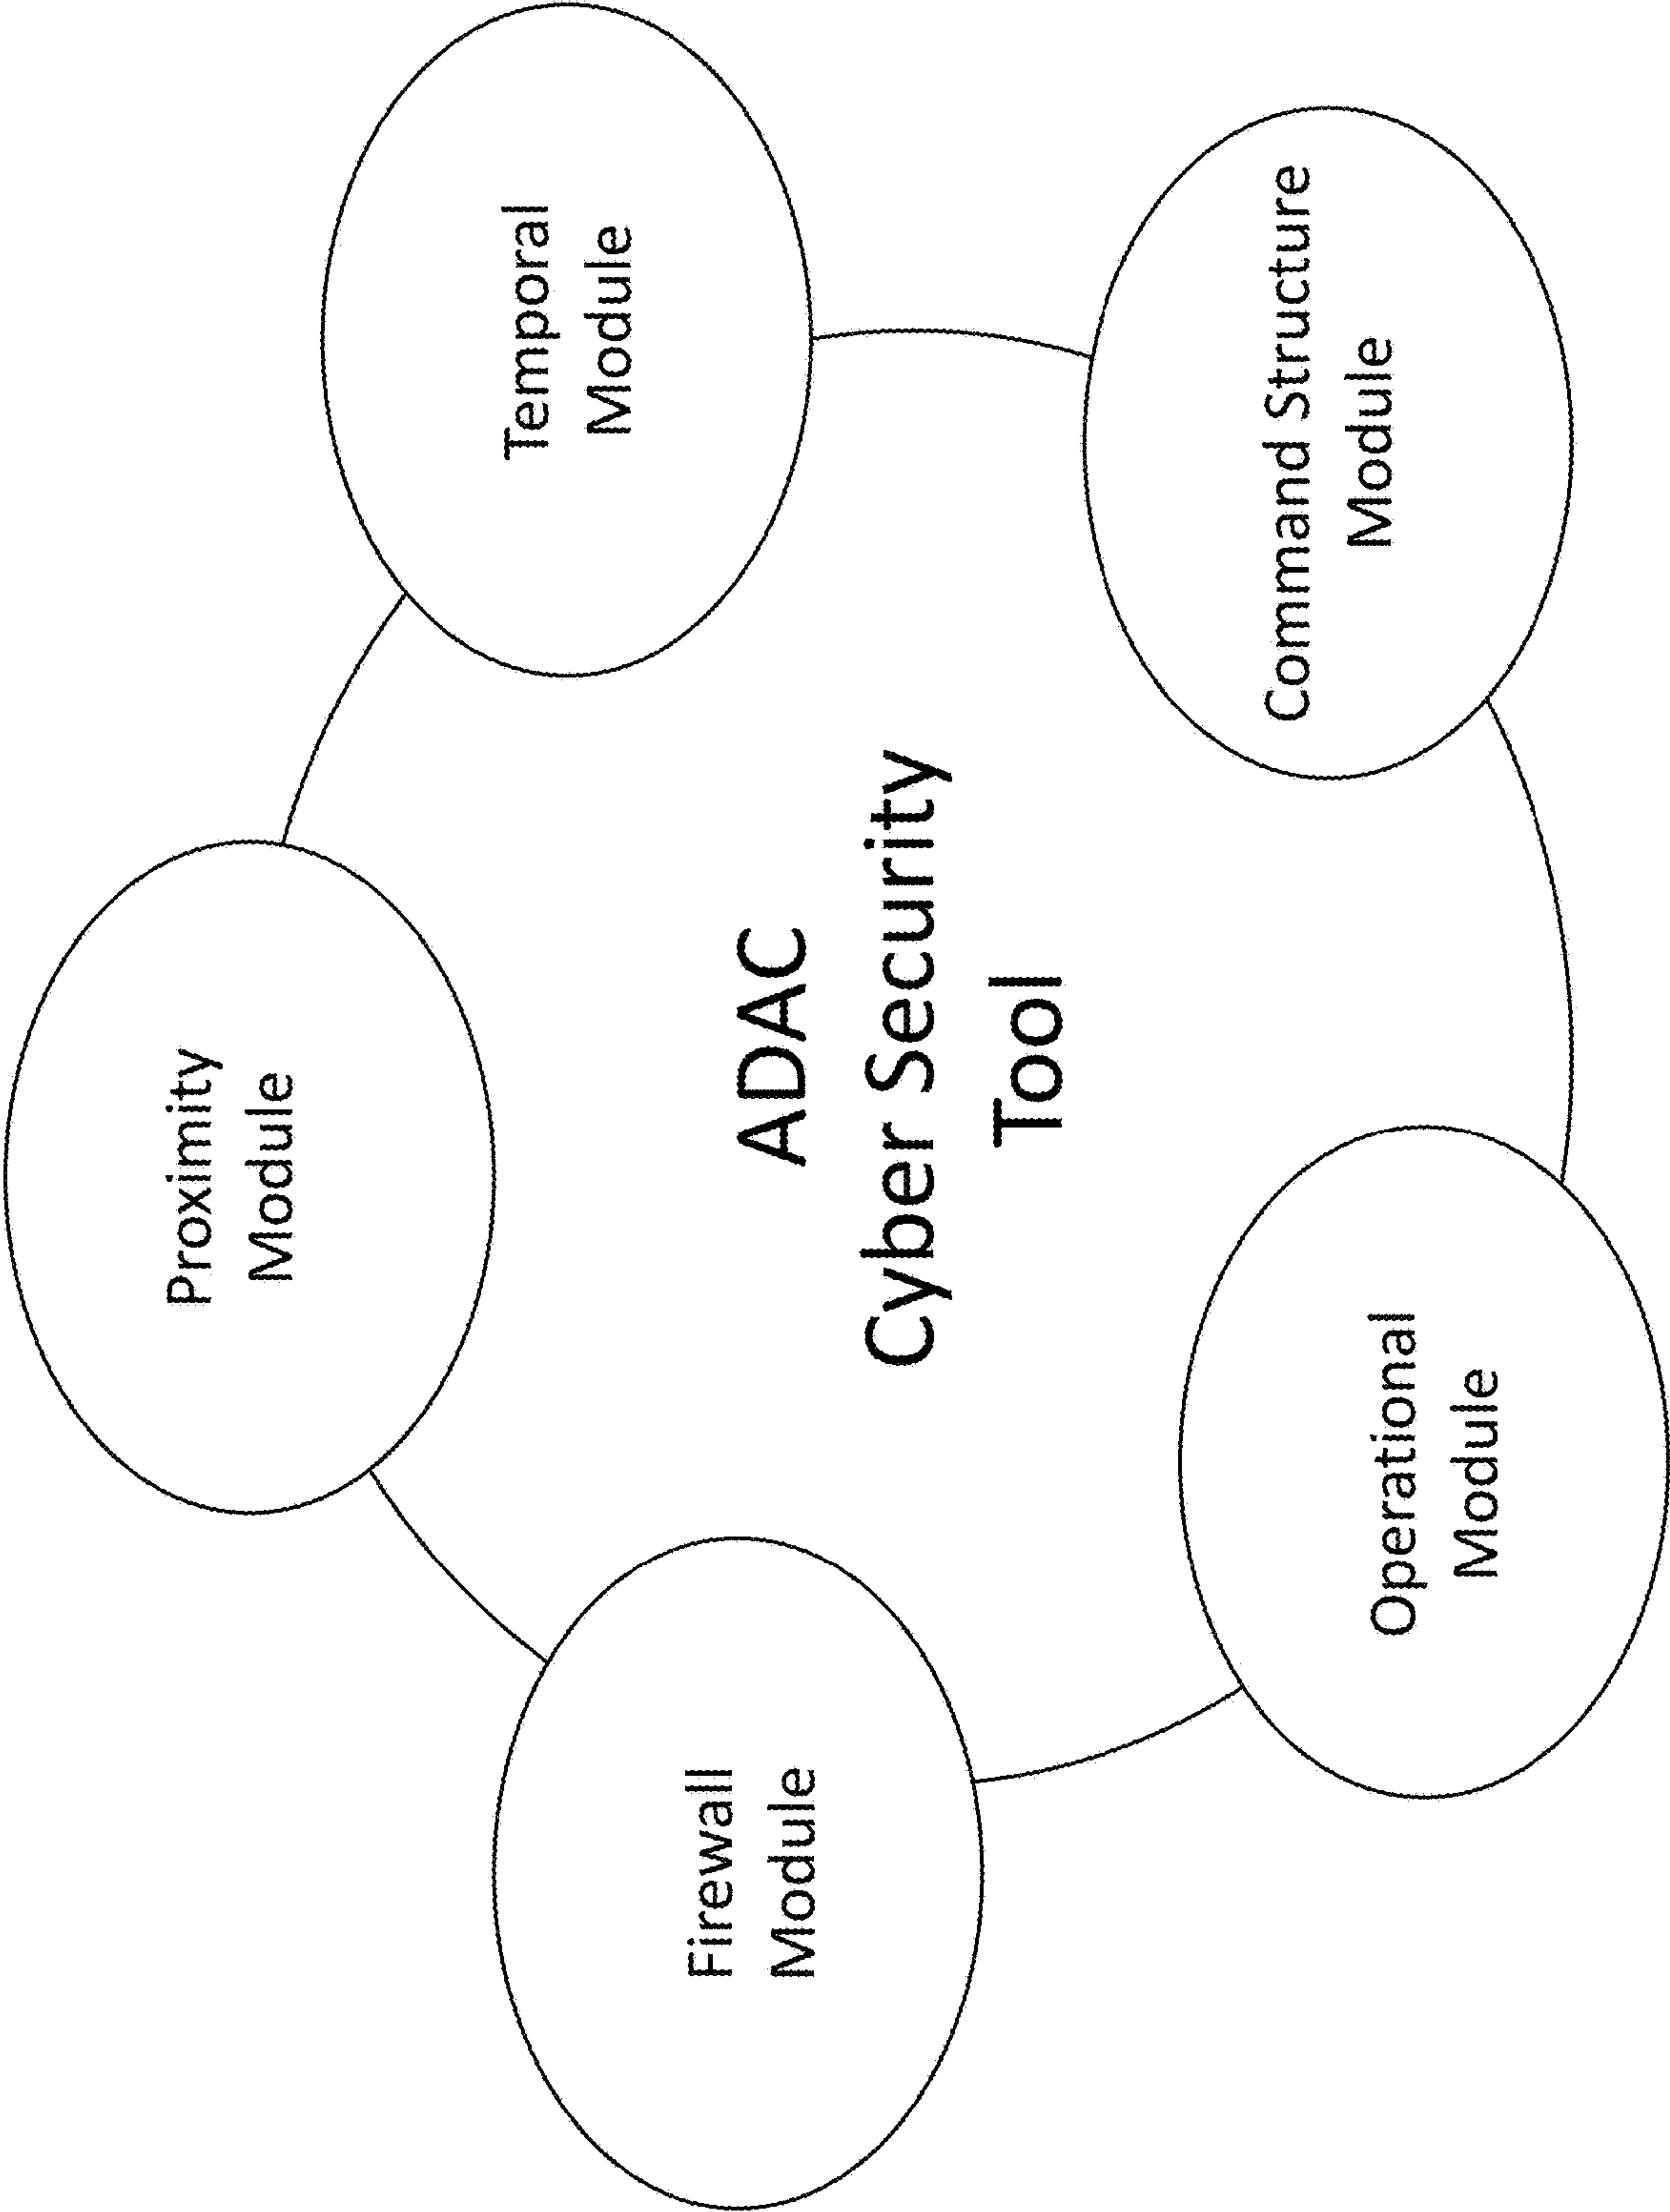 Proximity
Module
Temporal
Module
Command Structure
Module
Operational
Module
Firewall
Module
ADAC
Cyber Security
Tool